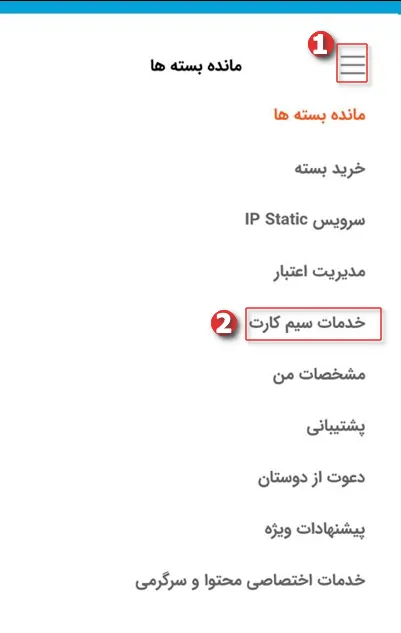 1
مانده بسته ها
مانده بسته ها
خرید بسته
سرویس IP Static
مدیریت اعتبار
2 خدمات سیم کارت
مشخصات من
پشتیبانی
دعوت از دوستان
پیشنهادات ویژه
خدمات اختصاصی محتوا و سرگرمی